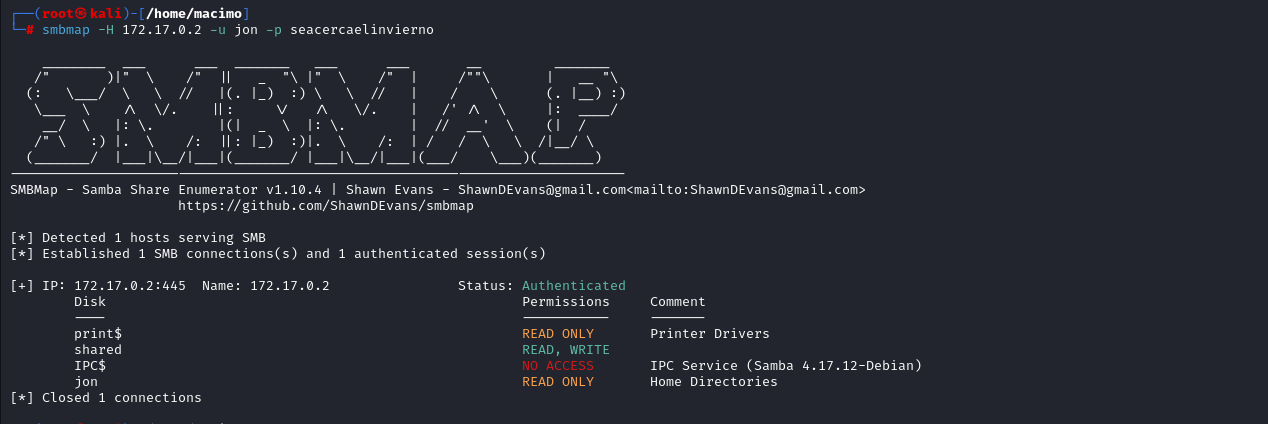 ┌──(root㉿kali)-[/home/macimo]
└─# smbmap -H 172.17.0.2 -u jon -p seacercaelinvierno
SMBMap - Samba Share Enumerator v1.10.4 | Shawn Evans - ShawnDEvans@gmail.com<mailto:ShawnDEvans@gmail.com>
https://github.com/ShawnDEvans/smbmap
[*] Detected 1 hosts serving SMB
[*] Established 1 SMB connections(s) and 1 authenticated session(s)
[+] IP: 172.17.0.2:445 Name: 172.17.0.2 Status: Authenticated
Disk Permissions Comment
---- ----------- -------
print$ READ ONLY Printer Drivers
shared READ, WRITE
IPC$ NO ACCESS IPC Service (Samba 4.17.12-Debian)
jon READ ONLY Home Directories
[*] Closed 1 connections